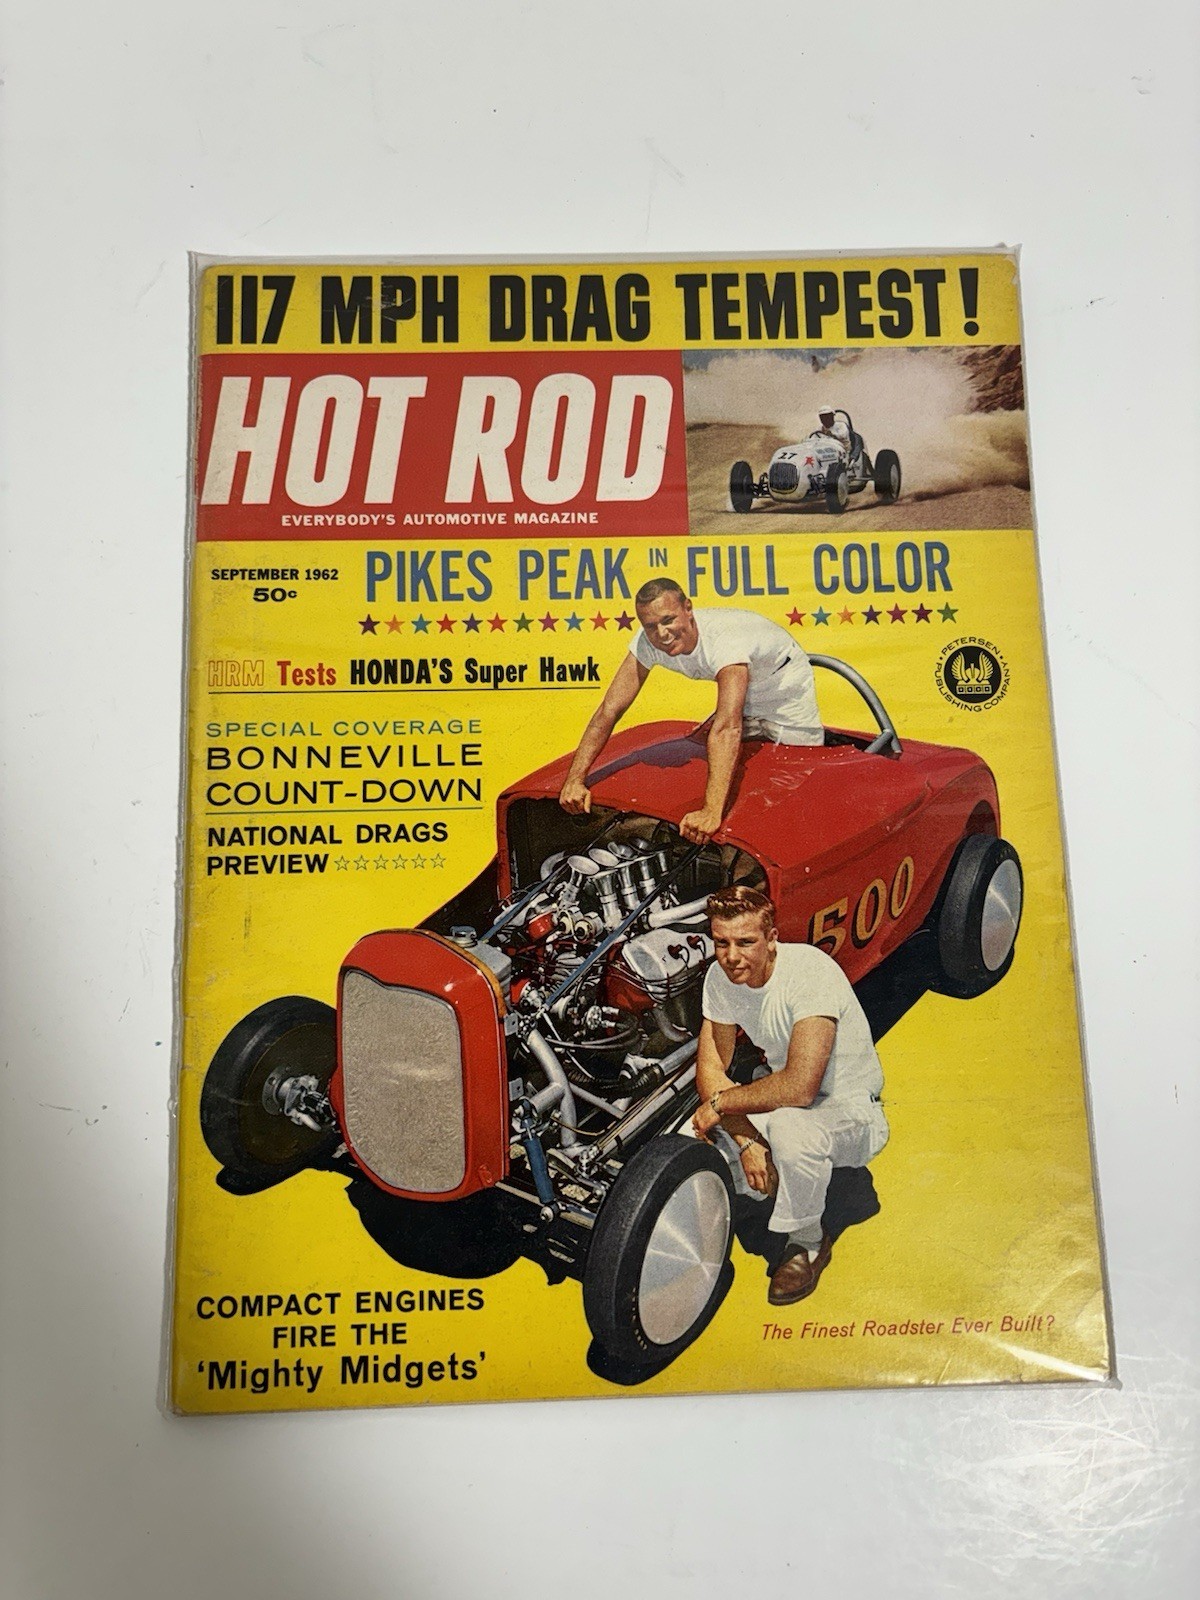 117 MPH DRAG TEMPEST!
HOT ROD
EVERYBODY'S AUTOMOTIVE MAGAZINE
27
SEPTEMBER 1962
50c
PIKES PEAK IN FULL COLOR
HRM Tests HONDA'S Super Hawk
PETERSEN PUBLISHING COMPANY
SPECIAL COVERAGE
BONNEVILLE
COUNT-DOWN
NATIONAL DRAGS
PREVIEW ☆☆☆☆☆☆
500
COMPACT ENGINES
FIRE THE
'Mighty Midgets'
The Finest Roadster Ever Built?